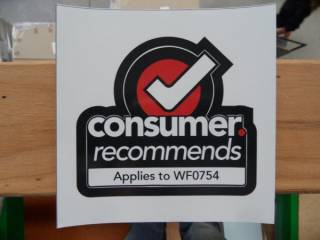 consumer.
recommends
Applies to WF0754